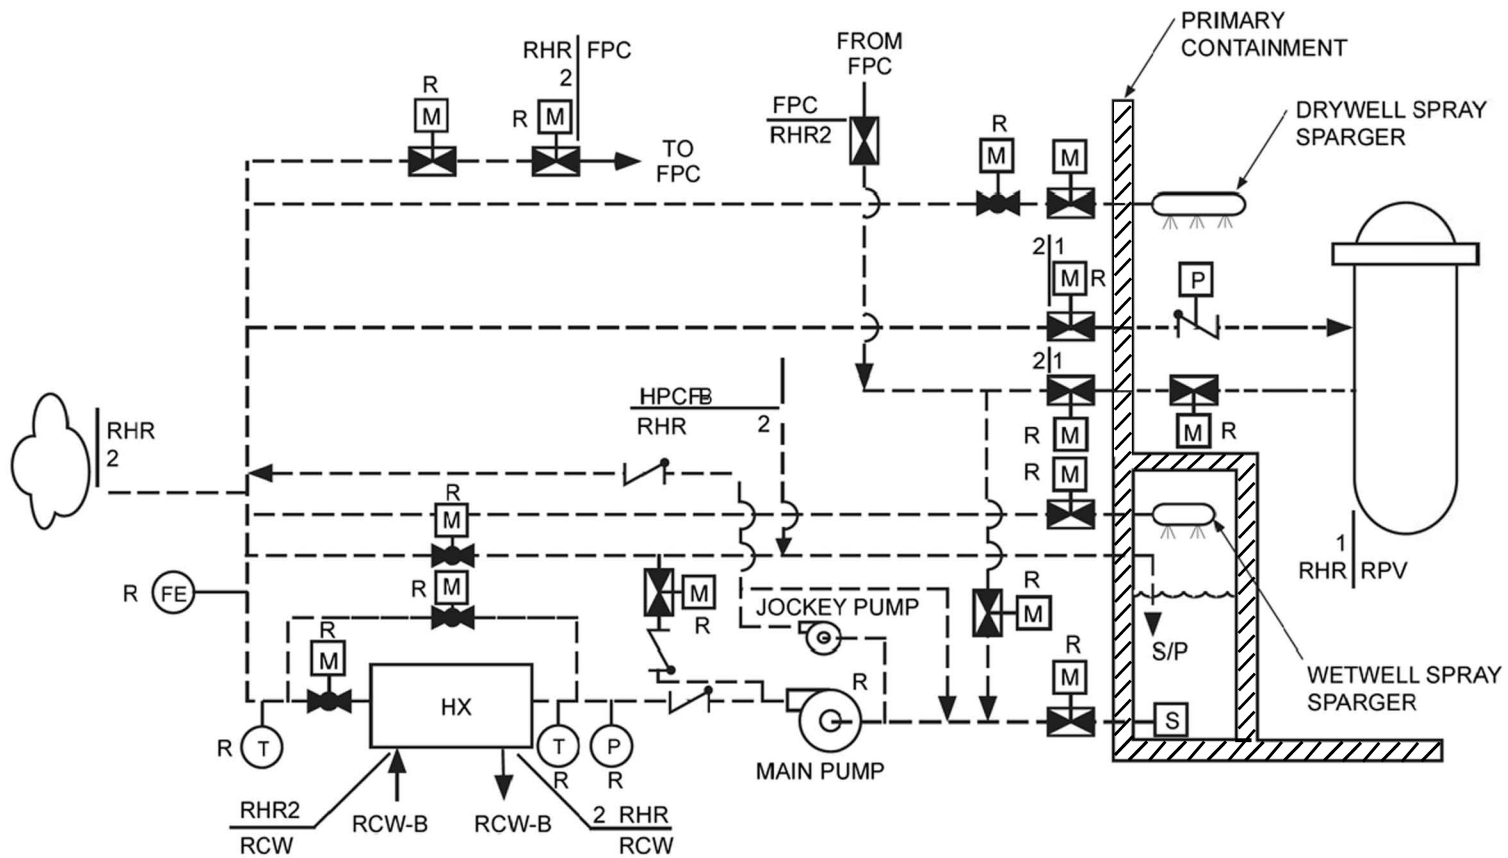 PRIMARY
CONTAINMENT
FROM
FPC
RHR FPC
2
R
M
R
M
FPC
RHR2
DRYWELL SPRAY
SPARGER
R
M
M
TO
FPC
2 1
M
R
P
2 1
HPCFB
RHR
2
RHR
2
R
M
M
R
R
M
R
M
R
FE
R
M
R
M
R
M
R
JOCKEY PUMP
R
M
1
RHR RPV
S/P
R
M
HX
R
R
M
WETWELL SPRAY
SPARGER
S
R
T
T
P
R
R
MAIN PUMP
RHR2
RCW
RCW-B
RCW-B
2 RHR
RCW